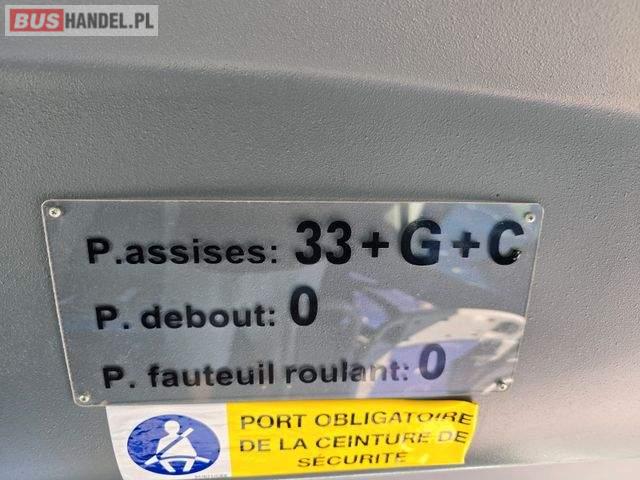 BUSHANDEL.PL
P.assises: 33+G+C
P. debout: 0
P. fauteuil roulant: 0
PORT OBLIGATOIRE
DE LA CEINTURE DE
SÉCURITÉ